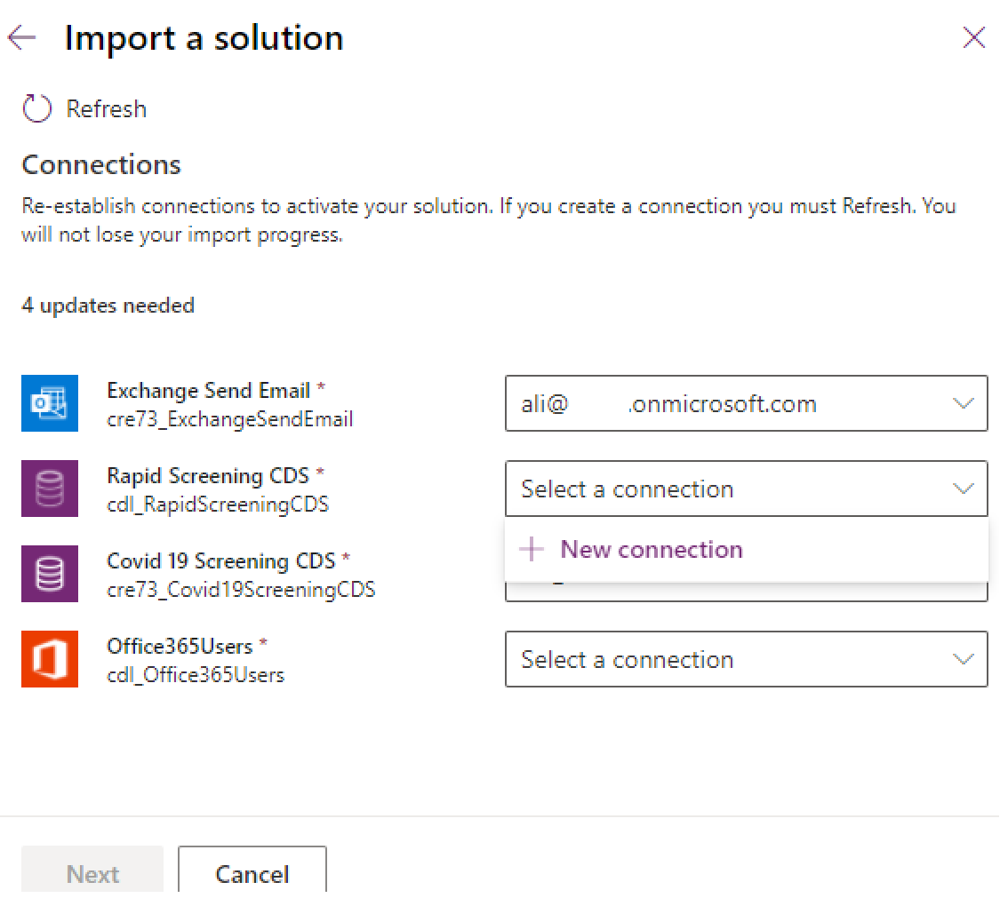 Import a solution
Refresh
Connections
Re-establish connections to activate your solution. If you create a connection you must Refresh. You
will not lose your import progress.
4 updates needed
Exchange Send Email *
cre73_ExchangeSendEmail
ali@ .onmicrosoft.com
Rapid Screening CDS *
cdl_RapidScreeningCDS
Select a connection
New connection
Covid 19 Screening CDS *
cre73_Covid19ScreeningCDS
Office365Users *
cdl_Office365Users
Select a connection
Next
Cancel